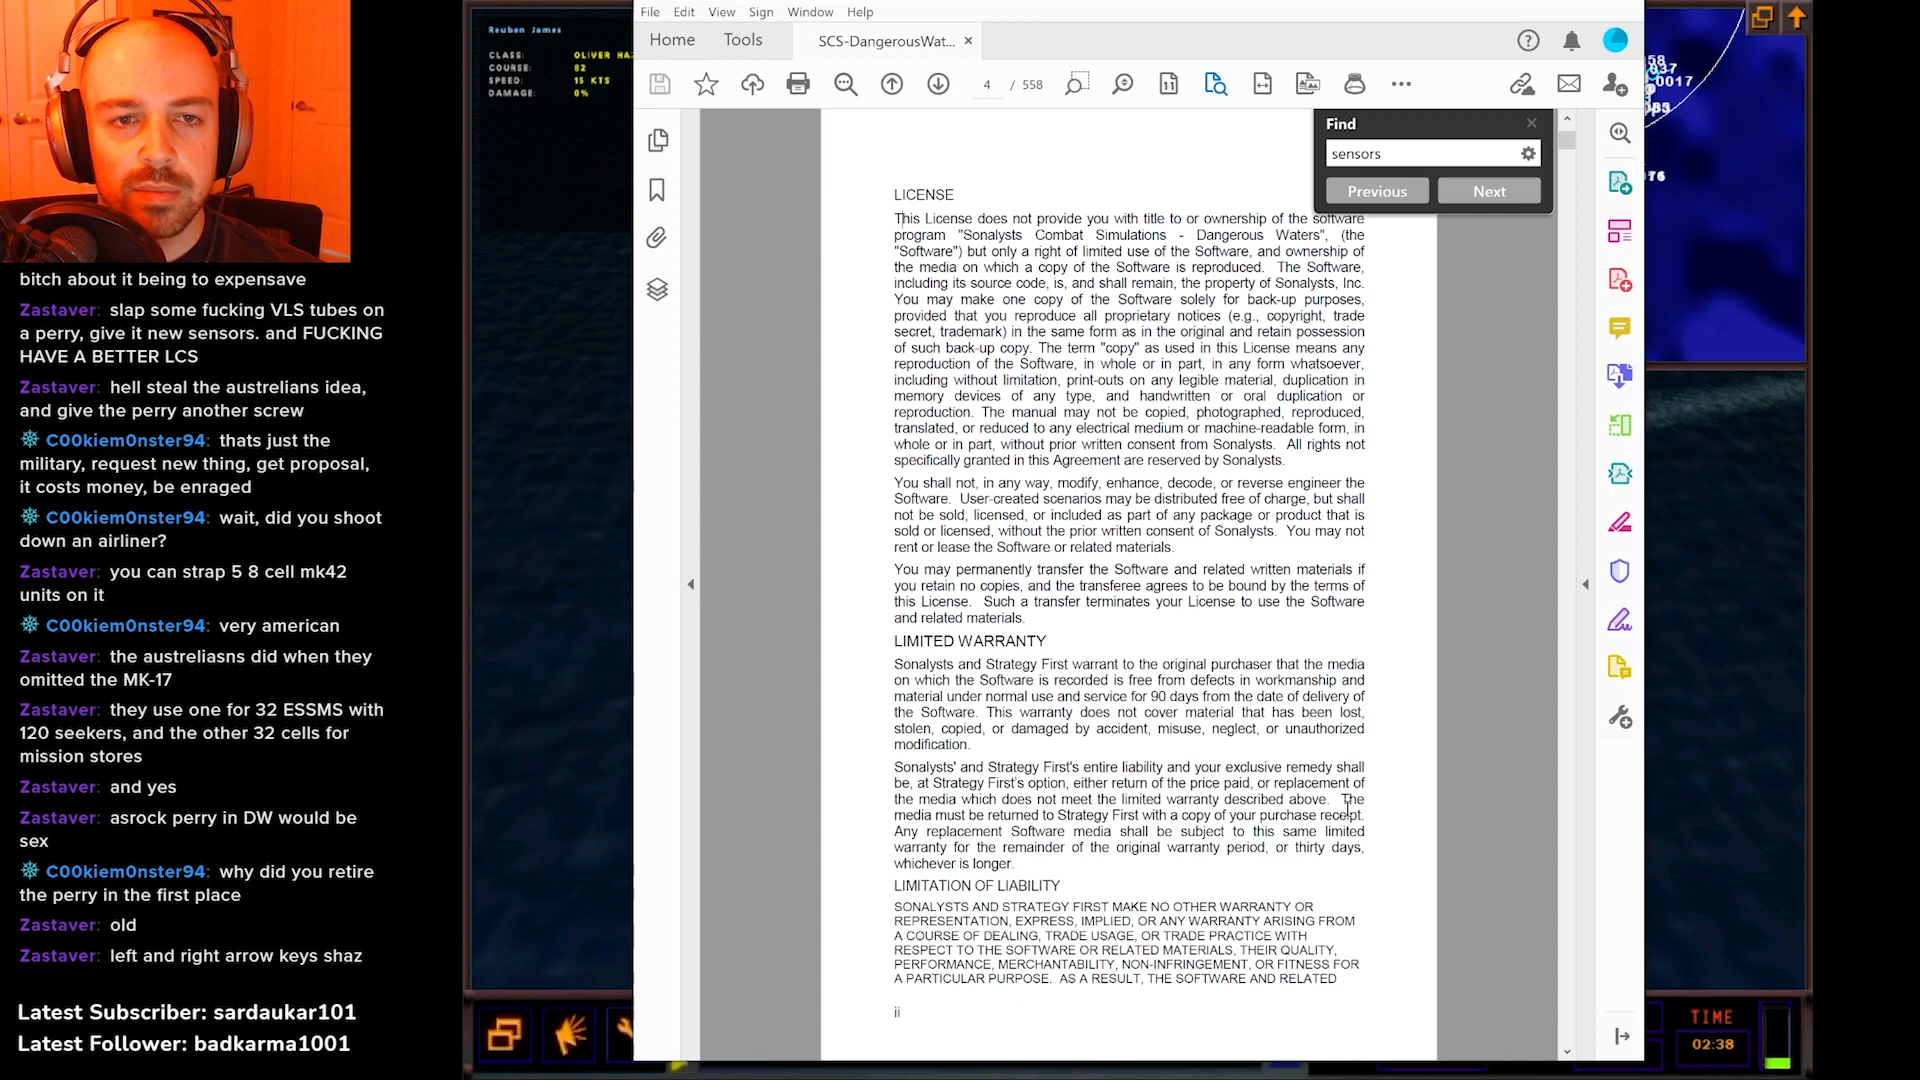 bitch about it being to expensave
Zastaver: slap some fucking VLS tubes on
a perry, give it new sensors. and FUCKING
HAVE A BETTER LCS
Zastaver: hell steal the austrelians idea,
and give the perry another screw
C00kiem0nster94: thats just the
military, request new thing, get proposal,
it costs money, be enraged
C00kiem0nster94: wait, did you shoot
down an airliner?
Zastaver: you can strap 5 8 cell mk42
units on it
C00kiem0nster94: very american
Zastaver: the austreliasns did when they
omitted the MK-17
Zastaver: they use one for 32 ESSMS with
120 seekers, and the other 32 cells for
mission stores
Zastaver: and yes
Zastaver: asrock perry in DW would be
sex
C00kiem0nster94: why did you retire
the perry in the first place
Zastaver: old
Zastaver: left and right arrow keys shaz
Latest Subscriber: sardaukar101
Latest Follower: badkarma1001
Reuben James
CLASS: OLIVER HA
COURSE: 82
SPEED: 15 KTS
DAMAGE: 0%
File Edit View Sign Window Help
Home Tools SCS-DangerousWat...
4 / 558
Find
sensors
Previous Next
LICENSE
This License does not provide you with title to or ownership of the software
program "Sonalysts Combat Simulations - Dangerous Waters", (the
"Software") but only a right of limited use of the Software, and ownership of
the media on which a copy of the Software is reproduced. The Software,
including its source code, is, and shall remain, the property of Sonalysts, Inc.
You may make one copy of the Software solely for back-up purposes,
provided that you reproduce all proprietary notices (e.g., copyright, trade
secret, trademark) in the same form as in the original and retain possession
of such back-up copy. The term "copy" as used in this License means any
reproduction of the Software, in whole or in part, in any form whatsoever,
including without limitation, print-outs on any legible material, duplication in
memory devices of any type, and handwritten or oral duplication or
reproduction. The manual may not be copied, photographed, reproduced,
translated, or reduced to any electrical medium or machine-readable form, in
whole or in part, without prior written consent from Sonalysts. All rights not
specifically granted in this Agreement are reserved by Sonalysts.
You shall not, in any way, modify, enhance, decode, or reverse engineer the
Software. User-created scenarios may be distributed free of charge, but shall
not be sold, licensed, or included as part of any package or product that is
sold or licensed, without the prior written consent of Sonalysts. You may not
rent or lease the Software or related materials.
You may permanently transfer the Software and related written materials if
you retain no copies, and the transferee agrees to be bound by the terms of
this License. Such a transfer terminates your License to use the Software
and related materials.
LIMITED WARRANTY
Sonalysts and Strategy First warrant to the original purchaser that the media
on which the Software is recorded is free from defects in workmanship and
material under normal use and service for 90 days from the date of delivery of
the Software. This warranty does not cover material that has been lost,
stolen, copied, or damaged by accident, misuse, neglect, or unauthorized
modification.
Sonalysts' and Strategy First's entire liability and your exclusive remedy shall
be, at Strategy First's option, either return of the price paid, or replacement of
the media which does not meet the limited warranty described above. The
media must be returned to Strategy First with a copy of your purchase receipt.
Any replacement Software media shall be subject to this same limited
warranty for the remainder of the original warranty period, or thirty days,
whichever is longer.
LIMITATION OF LIABILITY
SONALYSTS AND STRATEGY FIRST MAKE NO OTHER WARRANTY OR
REPRESENTATION, EXPRESS, IMPLIED, OR ANY WARRANTY ARISING FROM
A COURSE OF DEALING, TRADE USAGE, OR TRADE PRACTICE WITH
RESPECT TO THE SOFTWARE OR RELATED MATERIALS, THEIR QUALITY,
PERFORMANCE, MERCHANTABILITY, NON-INFRINGEMENT, OR FITNESS FOR
A PARTICULAR PURPOSE. AS A RESULT, THE SOFTWARE AND RELATED
ii
58
037
0017
76
TIME
02:38